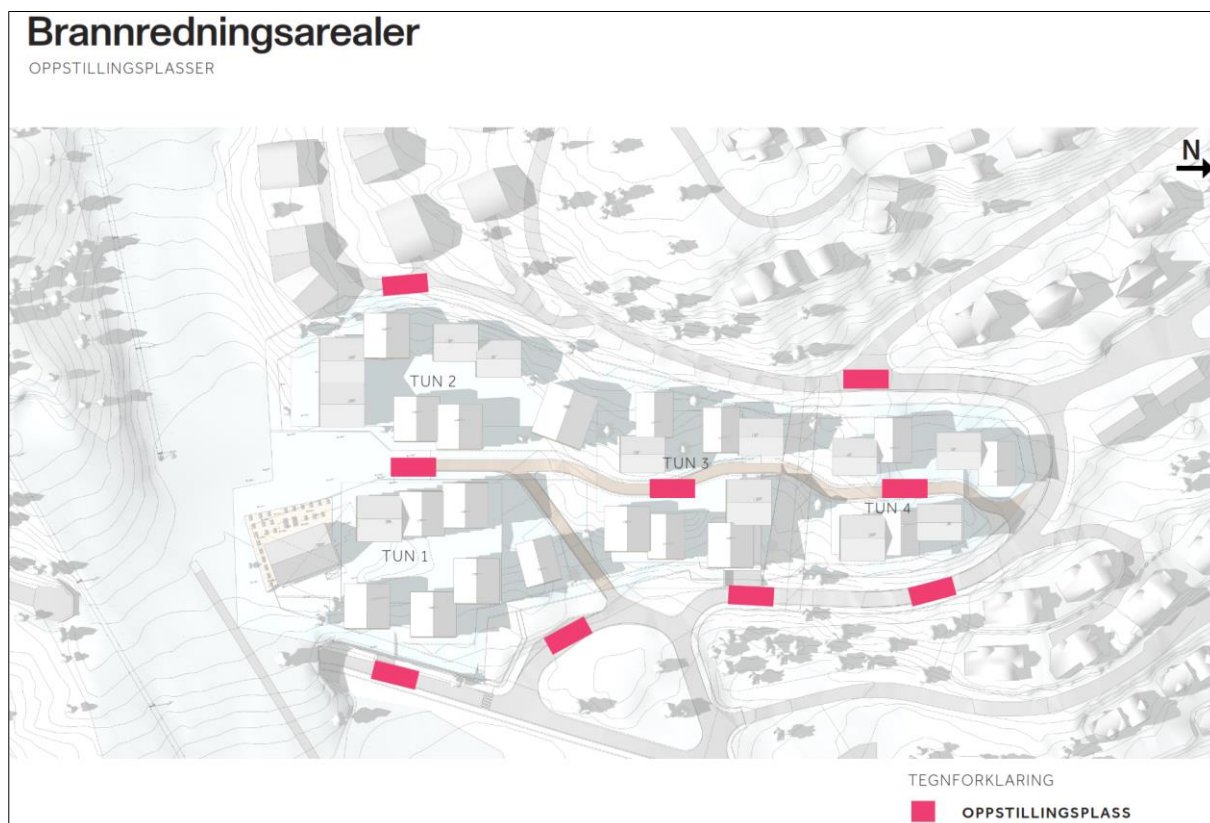 Brannredningsarealer
OPPSTILLINGSPLASSER
N
TUN 2
TUN 3
TUN 4
TUN 1
TEGNFORKLARING
OPPSTILLINGSPLASS